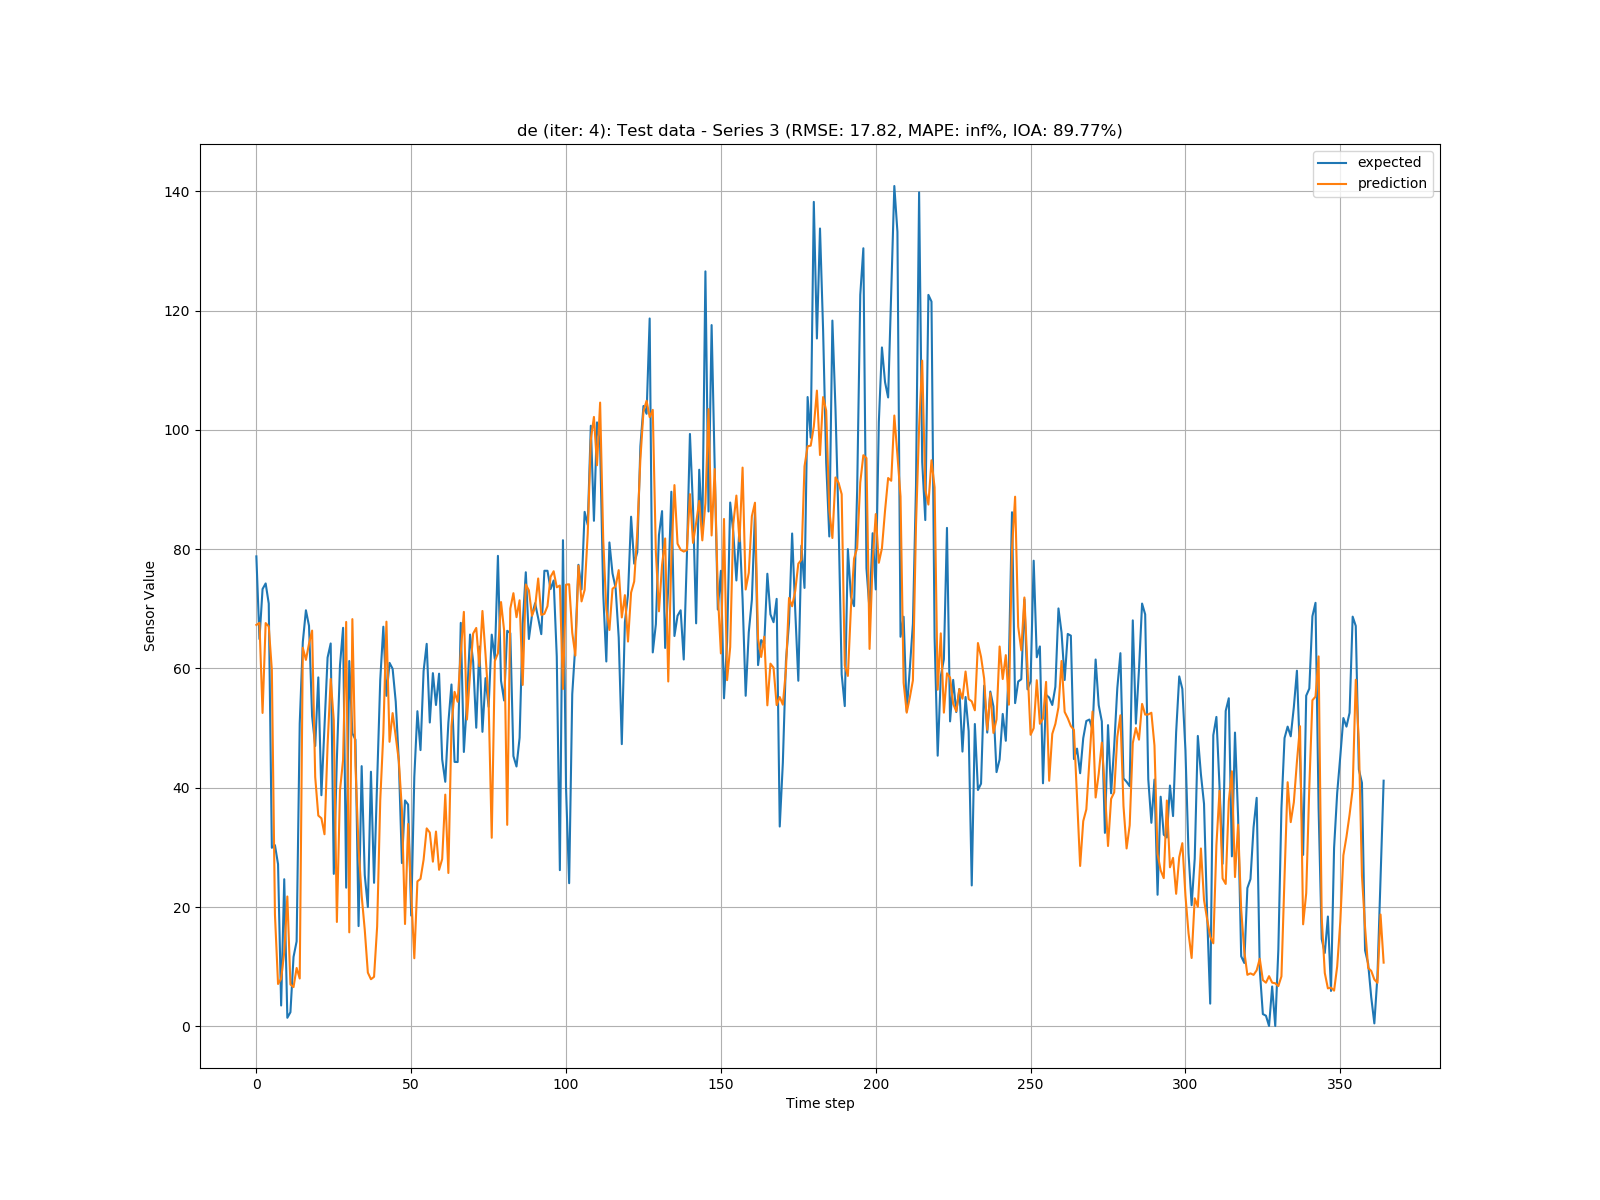 de (iter: 4): Test data - Series 3 (RMSE: 17.82, MAPE: inf%, IOA: 89.77%)
expected
prediction
140
120
100
80
60
40
20
0
Sensor Value
0 50 100 150 200 250 300 350
Time step